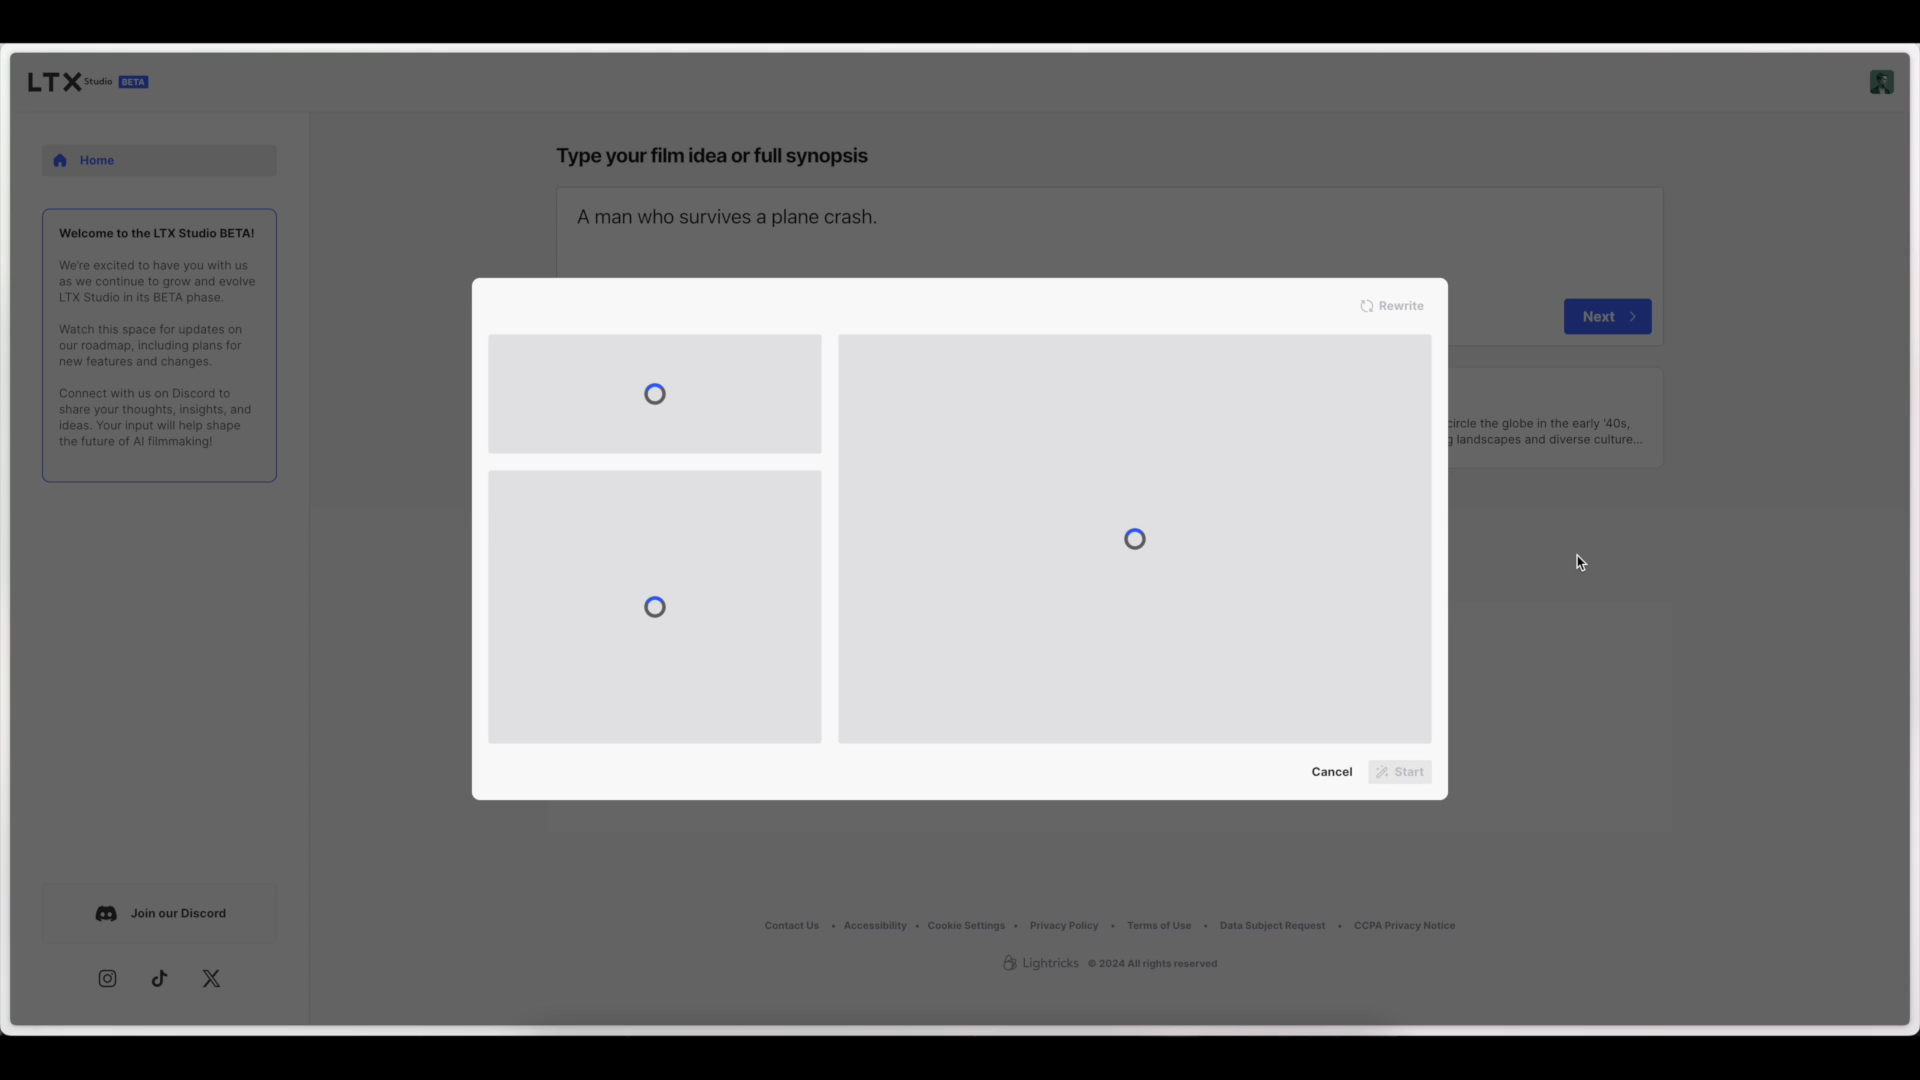 LTX Studio BETA
Home
Welcome to the LTX Studio BETA!
We're excited to have you with us
as we continue to grow and evolve
LTX Studio in its BETA phase.
Watch this space for updates on
our roadmap, including plans for
new features and changes.
Connect with us on Discord to
share your thoughts, insights, and
ideas. Your input will help shape
the future of AI filmmaking!
Join our Discord
Type your film idea or full synopsis
A man who survives a plane crash.
Next
circle the globe in the early '40s,
landscapes and diverse culture...
Rewrite
Cancel
Start
Contact Us • Accessibility • Cookie Settings • Privacy Policy • Terms of Use • Data Subject Request • CCPA Privacy Notice
Lightricks © 2024 All rights reserved